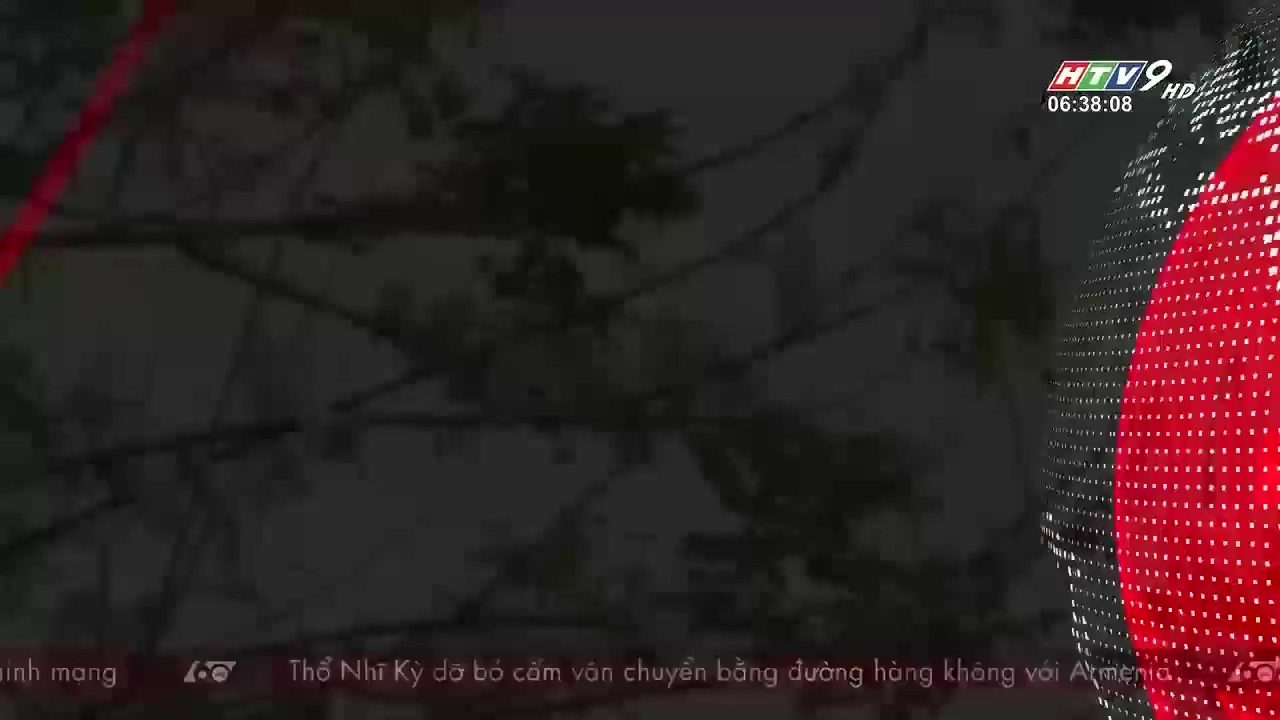 HTV9 HD
06:38:08
inh mạng
Thổ Nhĩ Kỳ dỡ bỏ cấm vận chuyển bằng đường hàng không với Armenia